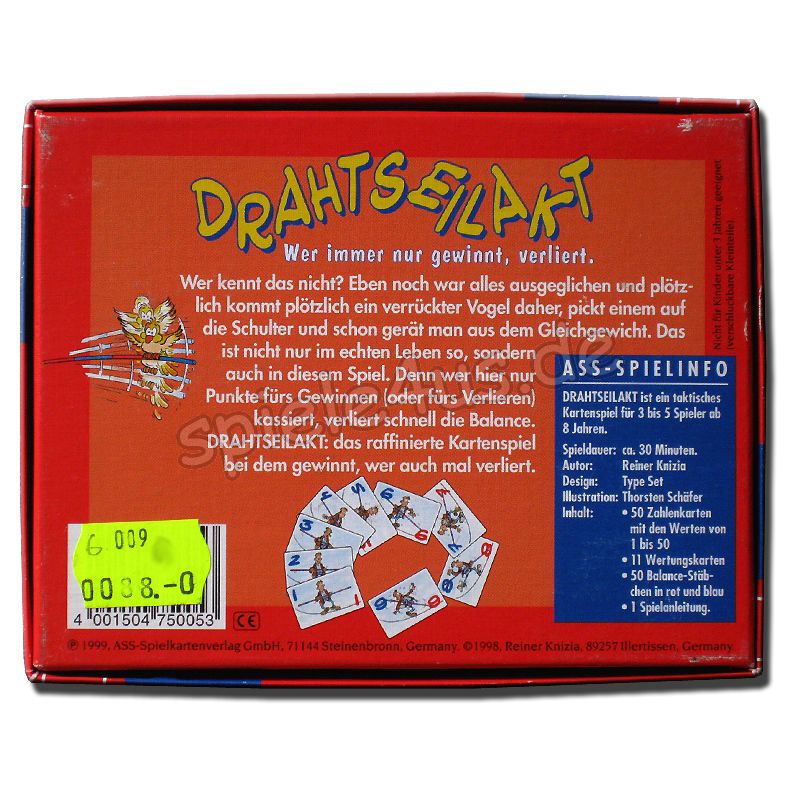 DRAHTSEILAKT
Wer immer nur gewinnt, verliert.
Wer kennt das nicht? Eben noch war alles ausgeglichen und plötz-
lich kommt plötzlich ein verrückter Vogel daher, pickt einem auf
die Schulter und schon gerät man aus dem Gleichgewicht. Das
ist nicht nur im echten Leben so, sondern
auch in diesem Spiel. Denn wer hier nur
Punkte fürs Gewinnen (oder fürs Verlieren)
kassiert, verliert schnell die Balance.
DRAHTSEILAKT: das raffinierte Kartenspiel
bei dem gewinnt, wer auch mal verliert.
Nicht für Kinder unter 3 Jahren geeignet
(verschluckbare Kleinteile)
ASS-SPIELINFO
DRAHTSEILAKT ist ein taktisches
Kartenspiel für 3 bis 5 Spieler ab
8 Jahren.
Spieldauer: ca. 30 Minuten.
Autor: Reiner Knizia
Design: Type Set
Illustration: Thorsten Schäfer
Inhalt: • 50 Zahlenkarten
mit den Werten von
1 bis 50
• 11 Wertungskarten
• 50 Balance-Stäb-
chen in rot und blau
• 1 Spielanleitung.
spiele4us.de
6 009
0088.-0
4 001504 750053
CE
℗ 1999, ASS-Spielkartenverlag GmbH, 71144 Steinenbronn, Germany. ©1998, Reiner Knizia, 89257 Illertissen, Germany.